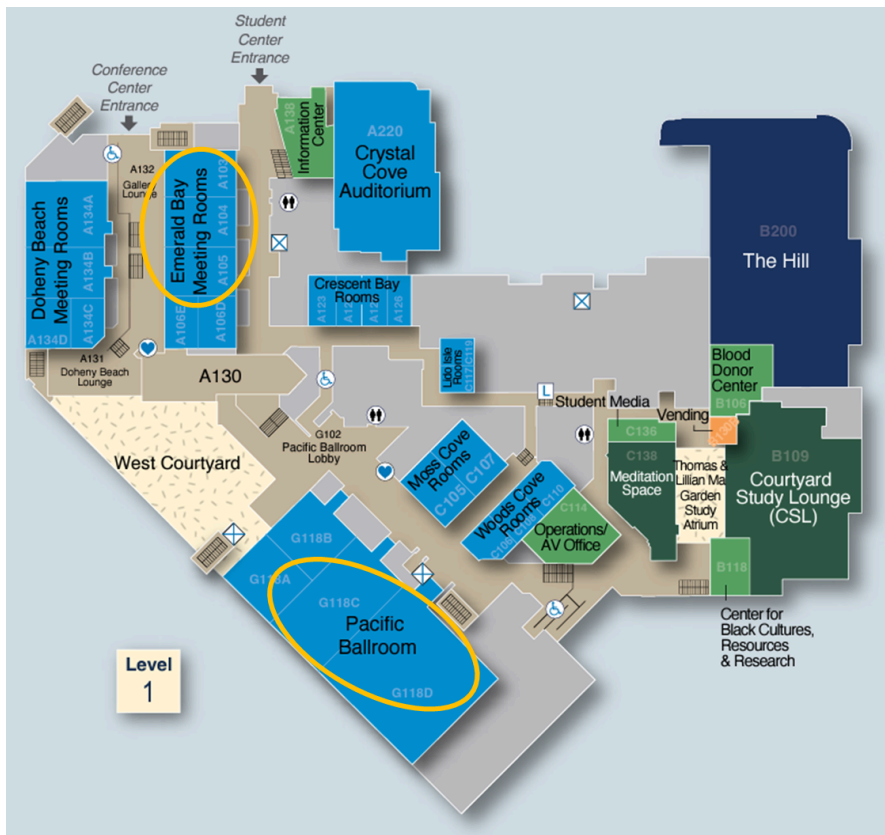 Student
Center
Entrance
Conference
Center
Entrance
A138
Information
Center
A220
Crystal
Cove
Auditorium
A132
Gallery
Lounge
A103
A104
A105
A106D
A106E
Emerald Bay
Meeting Rooms
Doheny Beach
Meeting Rooms
A134A
A134B
A134C
A134D
B200
The Hill
Crescent Bay
Rooms
A123
A126
A131
Doheny Beach
Lounge
A130
Lido Isle
Rooms
C117
C119
L
Blood
Donor
Center
B106
Student Media
Vending
C136
G102
Pacific Ballroom
Lobby
West Courtyard
Moss Cove
Rooms
C105
C107
Woods Cove
Rooms
C106
C110
C114
Operations/
AV Office
C138
Meditation
Space
Thomas &
Lillian Ma
Garden
Study
Atrium
B109
Courtyard
Study Lounge
(CSL)
G118B
G118A
G118C
Pacific
Ballroom
G118D
B118
Center for
Black Cultures,
Resources
& Research
Level
1